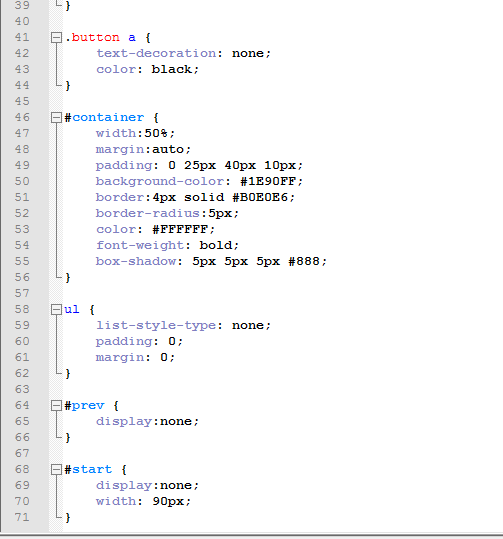 39 }
40
41 .button a {
42     text-decoration: none;
43     color: black;
44 }
45
46 #container {
47     width:50%;
48     margin:auto;
49     padding: 0 25px 40px 10px;
50     background-color: #1E90FF;
51     border:4px solid #B0E0E6;
52     border-radius:5px;
53     color: #FFFFFF;
54     font-weight: bold;
55     box-shadow: 5px 5px 5px #888;
56 }
57
58 ul {
59     list-style-type: none;
60     padding: 0;
61     margin: 0;
62 }
63
64 #prev {
65     display:none;
66 }
67
68 #start {
69     display:none;
70     width: 90px;
71 }